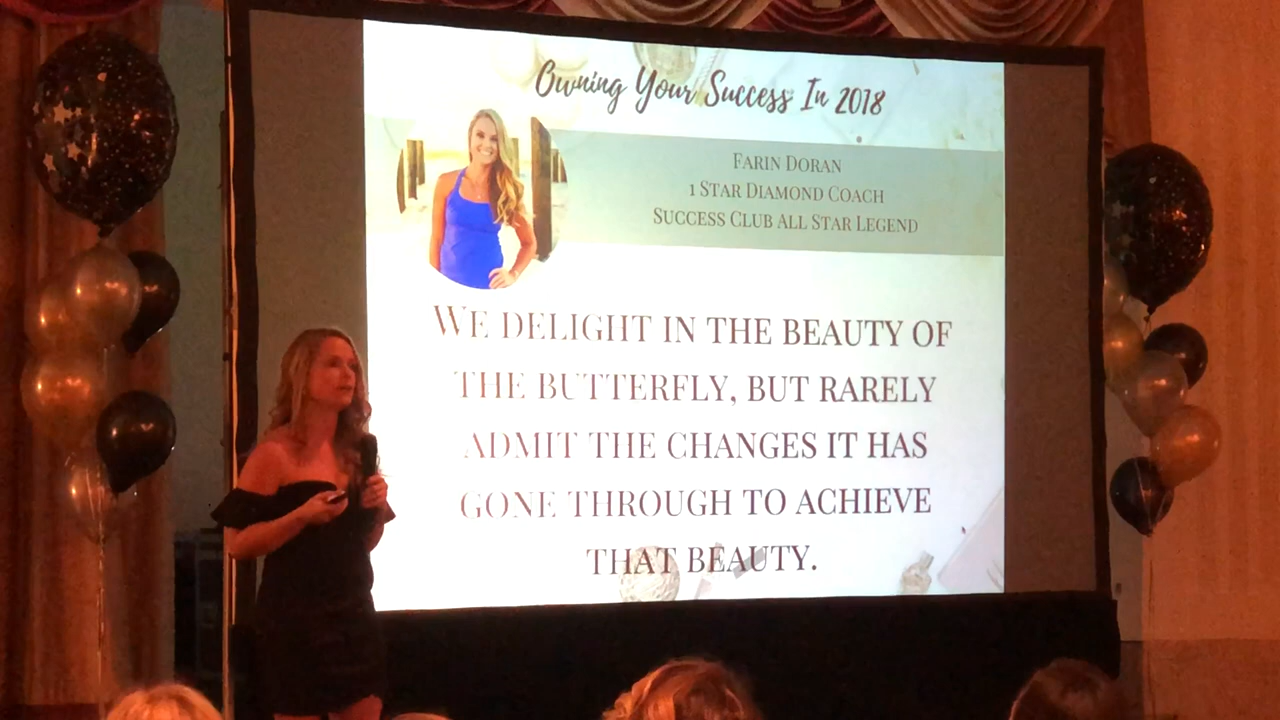 Owning Your Success In 2018
FARIN DORAN
1 STAR DIAMOND COACH
SUCCESS CLUB ALL STAR LEGEND
WE DELIGHT IN THE BEAUTY OF
THE BUTTERFLY, BUT RARELY
ADMIT THE CHANGES IT HAS
GONE THROUGH TO ACHIEVE
THAT BEAUTY.